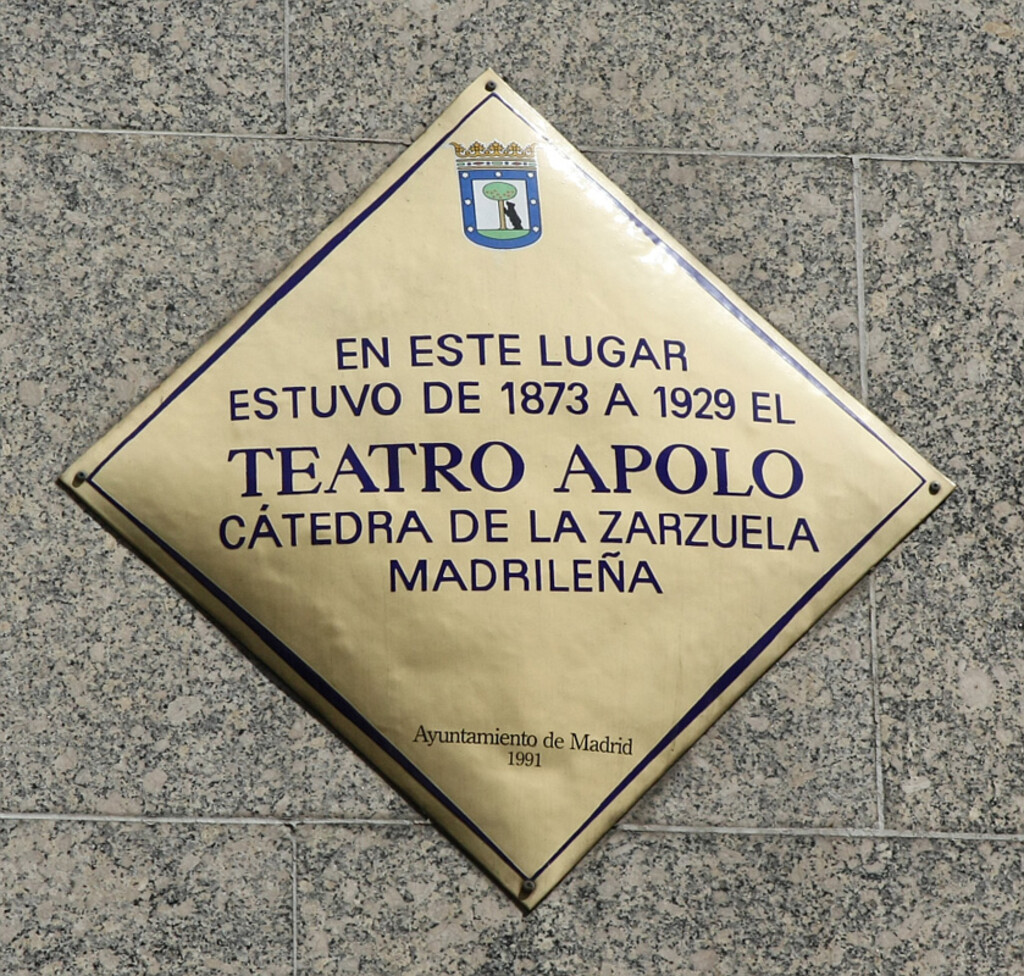 EN ESTE LUGAR
ESTUVO DE 1873 A 1929 EL
TEATRO APOLO
CÁTEDRA DE LA ZARZUELA
MADRILEÑA
Ayuntamiento de Madrid
1991